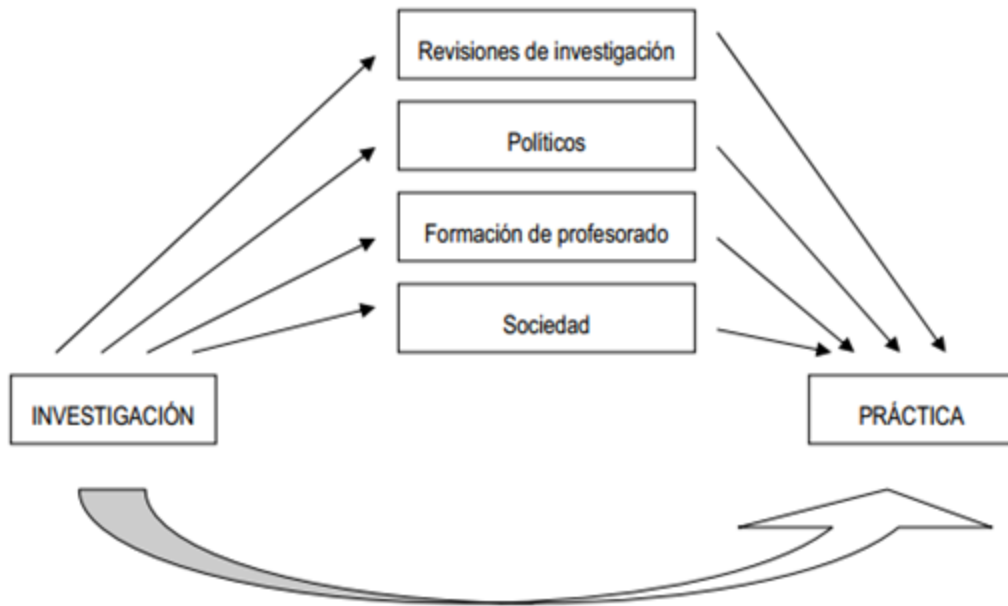 Revisiones de investigación
Políticos
Formación de profesorado
Sociedad
INVESTIGACIÓN
PRÁCTICA